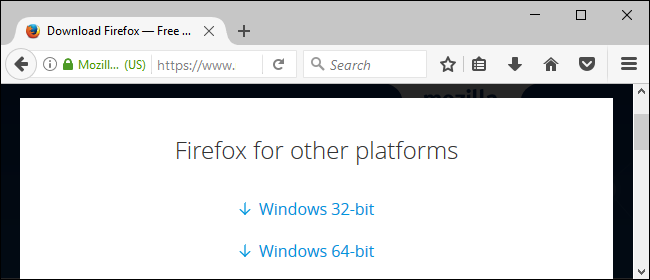 Download Firefox — Free ...
Mozill... (US) https://www. Search
mozilla
Firefox for other platforms
Windows 32-bit
Windows 64-bit